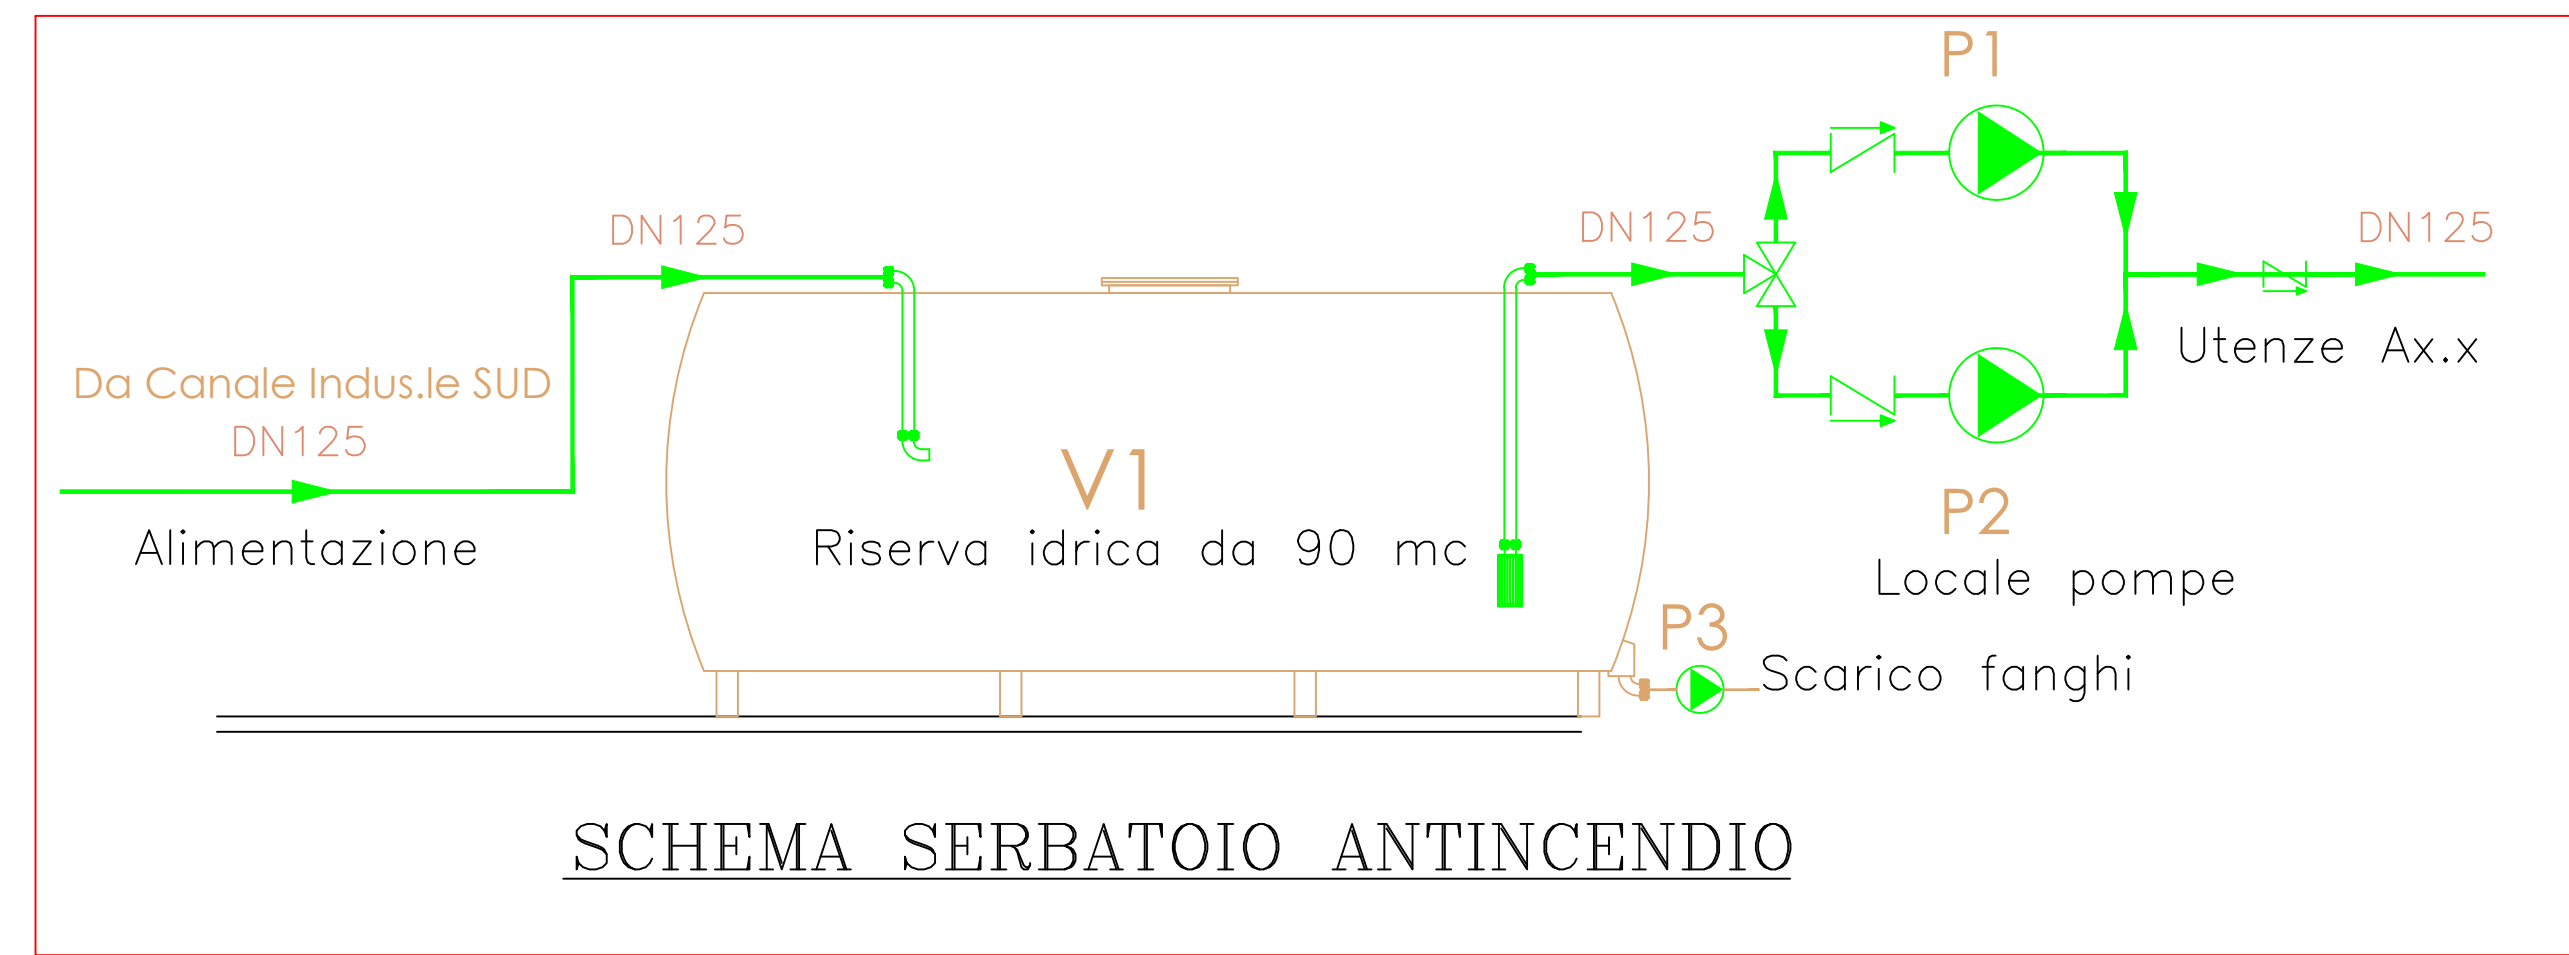 P1
DN125
DN125
DN125
Da Canale Indus.le SUD
DN125
Utenze Ax.x
V1
Alimentazione
Riserva idrica da 90 mc
P2
Locale pompe
P3
Scarico fanghi
SCHEMA SERBATOIO ANTINCENDIO